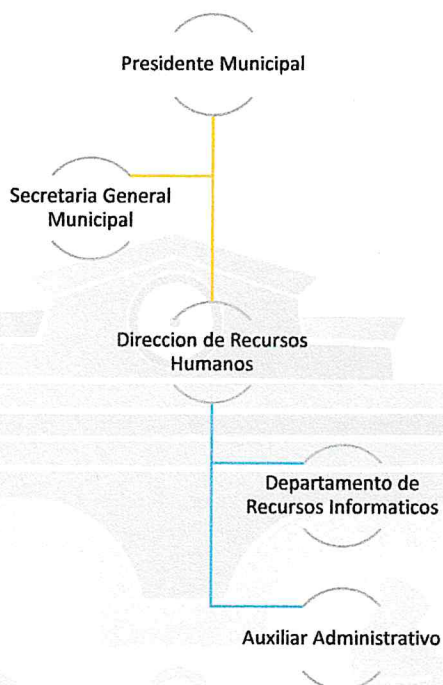 Presidente Municipal
Secretaria General
Municipal
Direccion de Recursos
Humanos
Departamento de
Recursos Informaticos
Auxiliar Administrativo